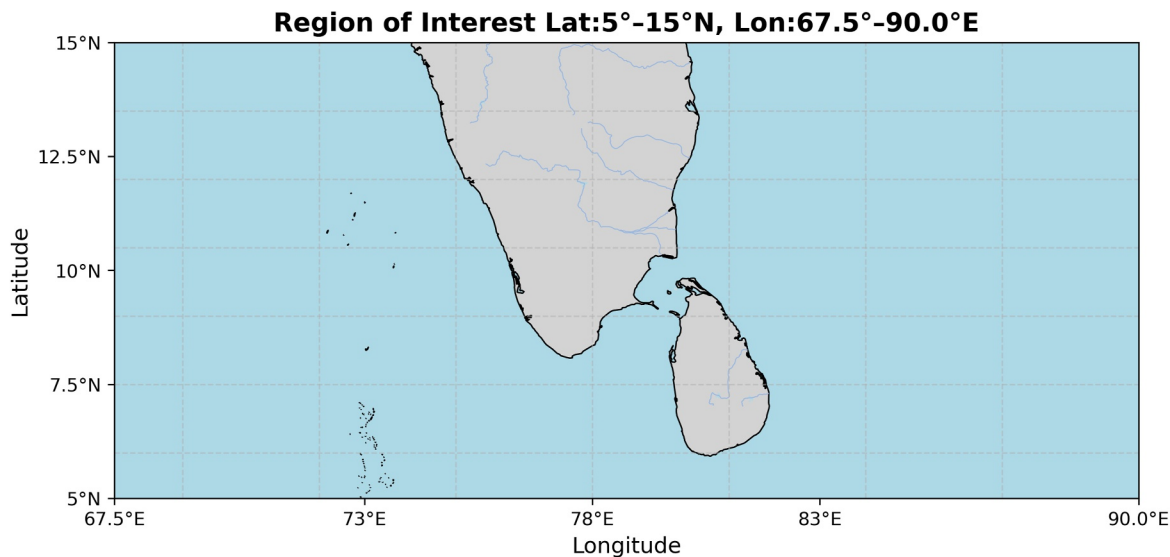 Region of Interest Lat:5°–15°N, Lon:67.5°–90.0°E
15°N
12.5°N
10°N
7.5°N
5°N
Latitude
67.5°E 73°E 78°E 83°E 90.0°E
Longitude